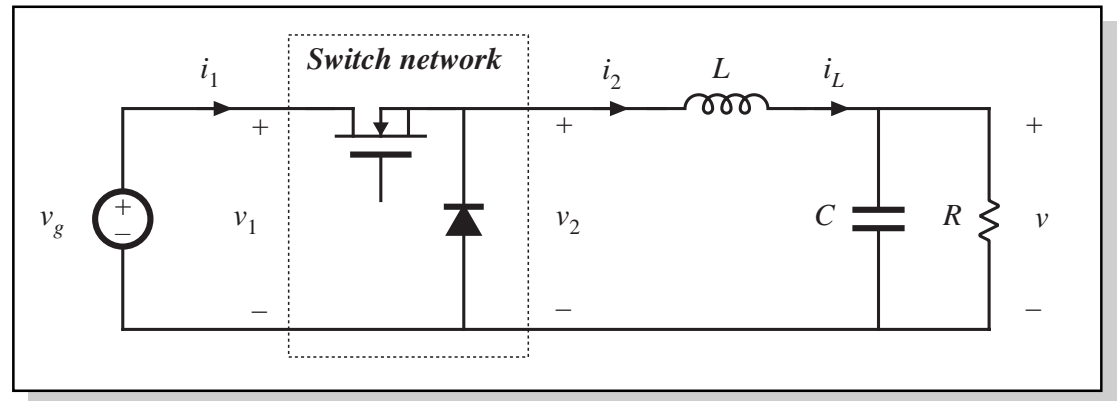 Switch network
i1
i2
L
iL
+
+
+
vg
+
−
v1
v2
C
R
v
−
−
−